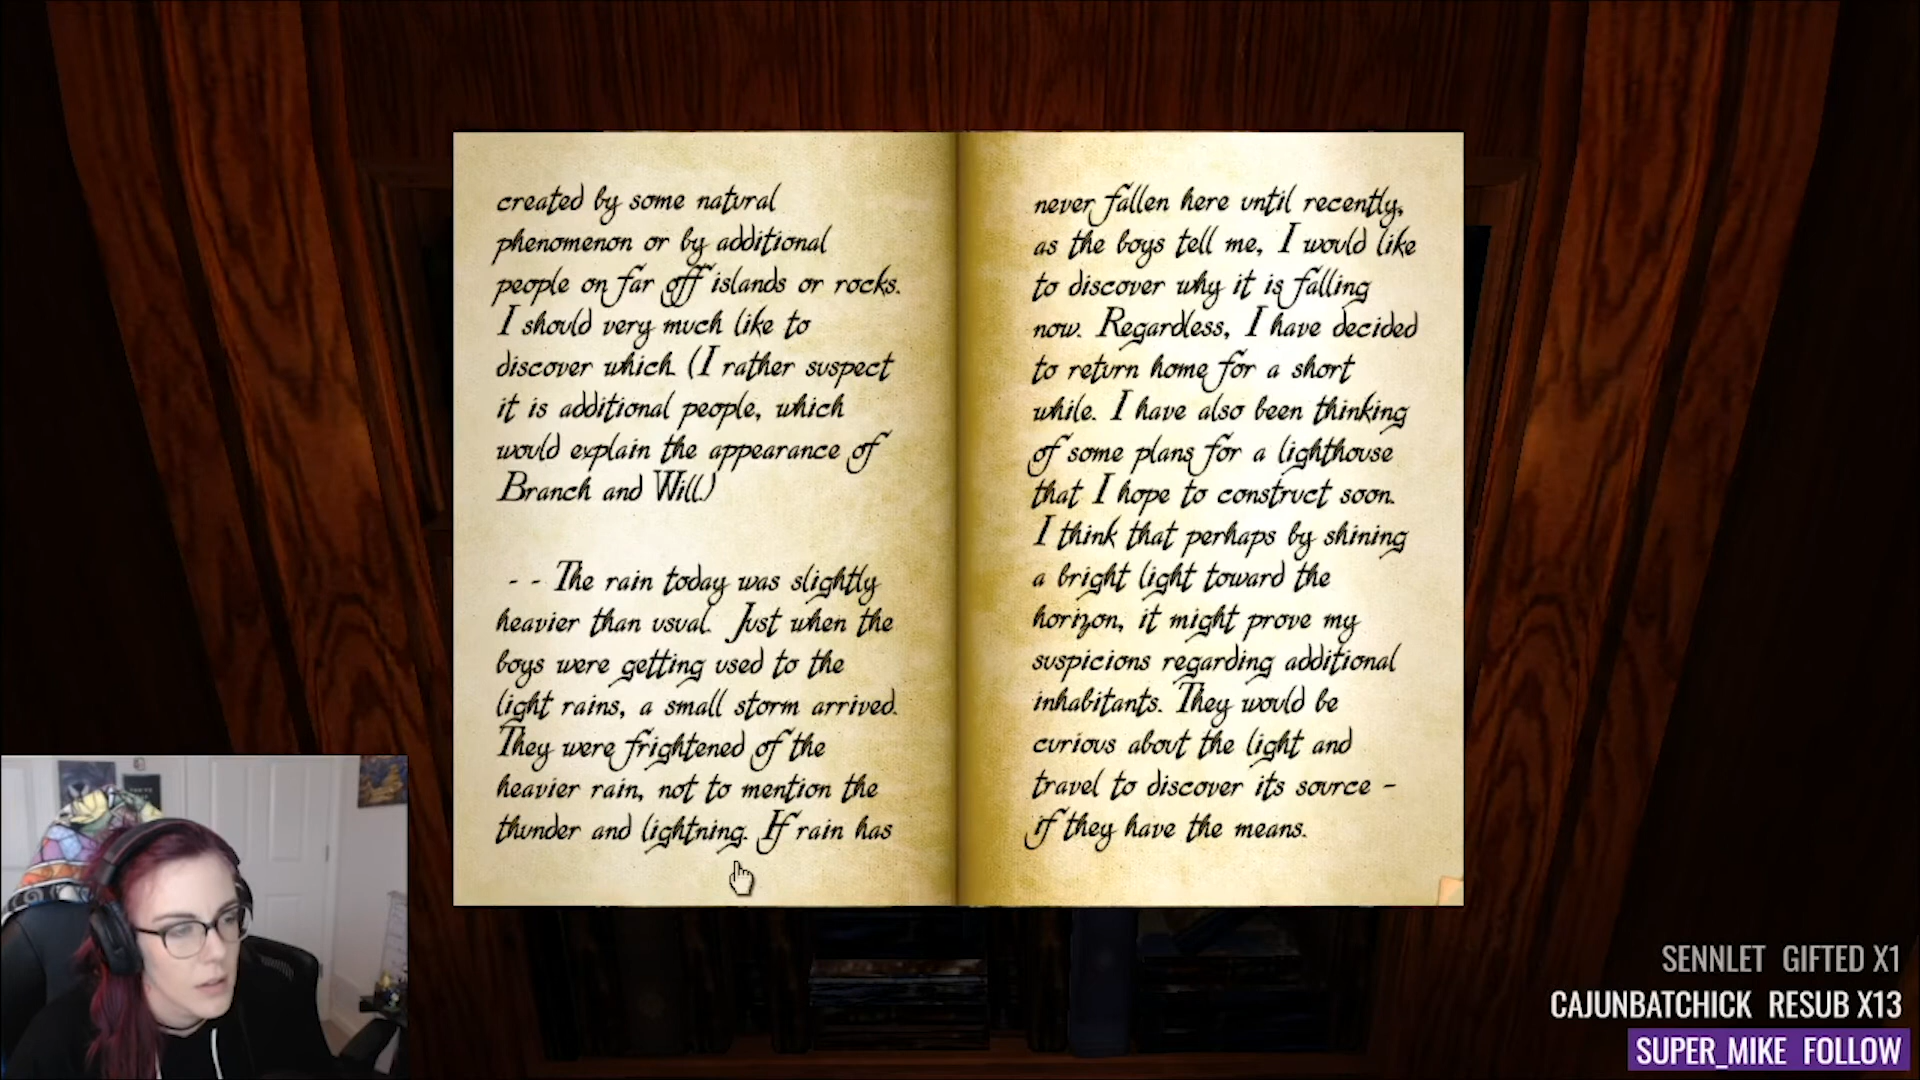 created by some natural
phenomenon or by additional
people on far off islands or rocks.
I should very much like to
discover which. (I rather suspect
it is additional people, which
would explain the appearance of
Branch and Will.)
- - The rain today was slightly
heavier than usual. Just when the
boys were getting used to the
light rains, a small storm arrived.
They were frightened of the
heavier rain, not to mention the
thunder and lightning. If rain has
never fallen here until recently,
as the boys tell me, I would like
to discover why it is falling
now. Regardless, I have decided
to return home for a short
while. I have also been thinking
of some plans for a lighthouse
that I hope to construct soon.
I think that perhaps by shining
a bright light toward the
horizon, it might prove my
suspicions regarding additional
inhabitants. They would be
curious about the light and
travel to discover its source -
if they have the means.
SENNLET GIFTED X1
CAJUNBATCHICK RESUB X13
SUPER_MIKE FOLLOW